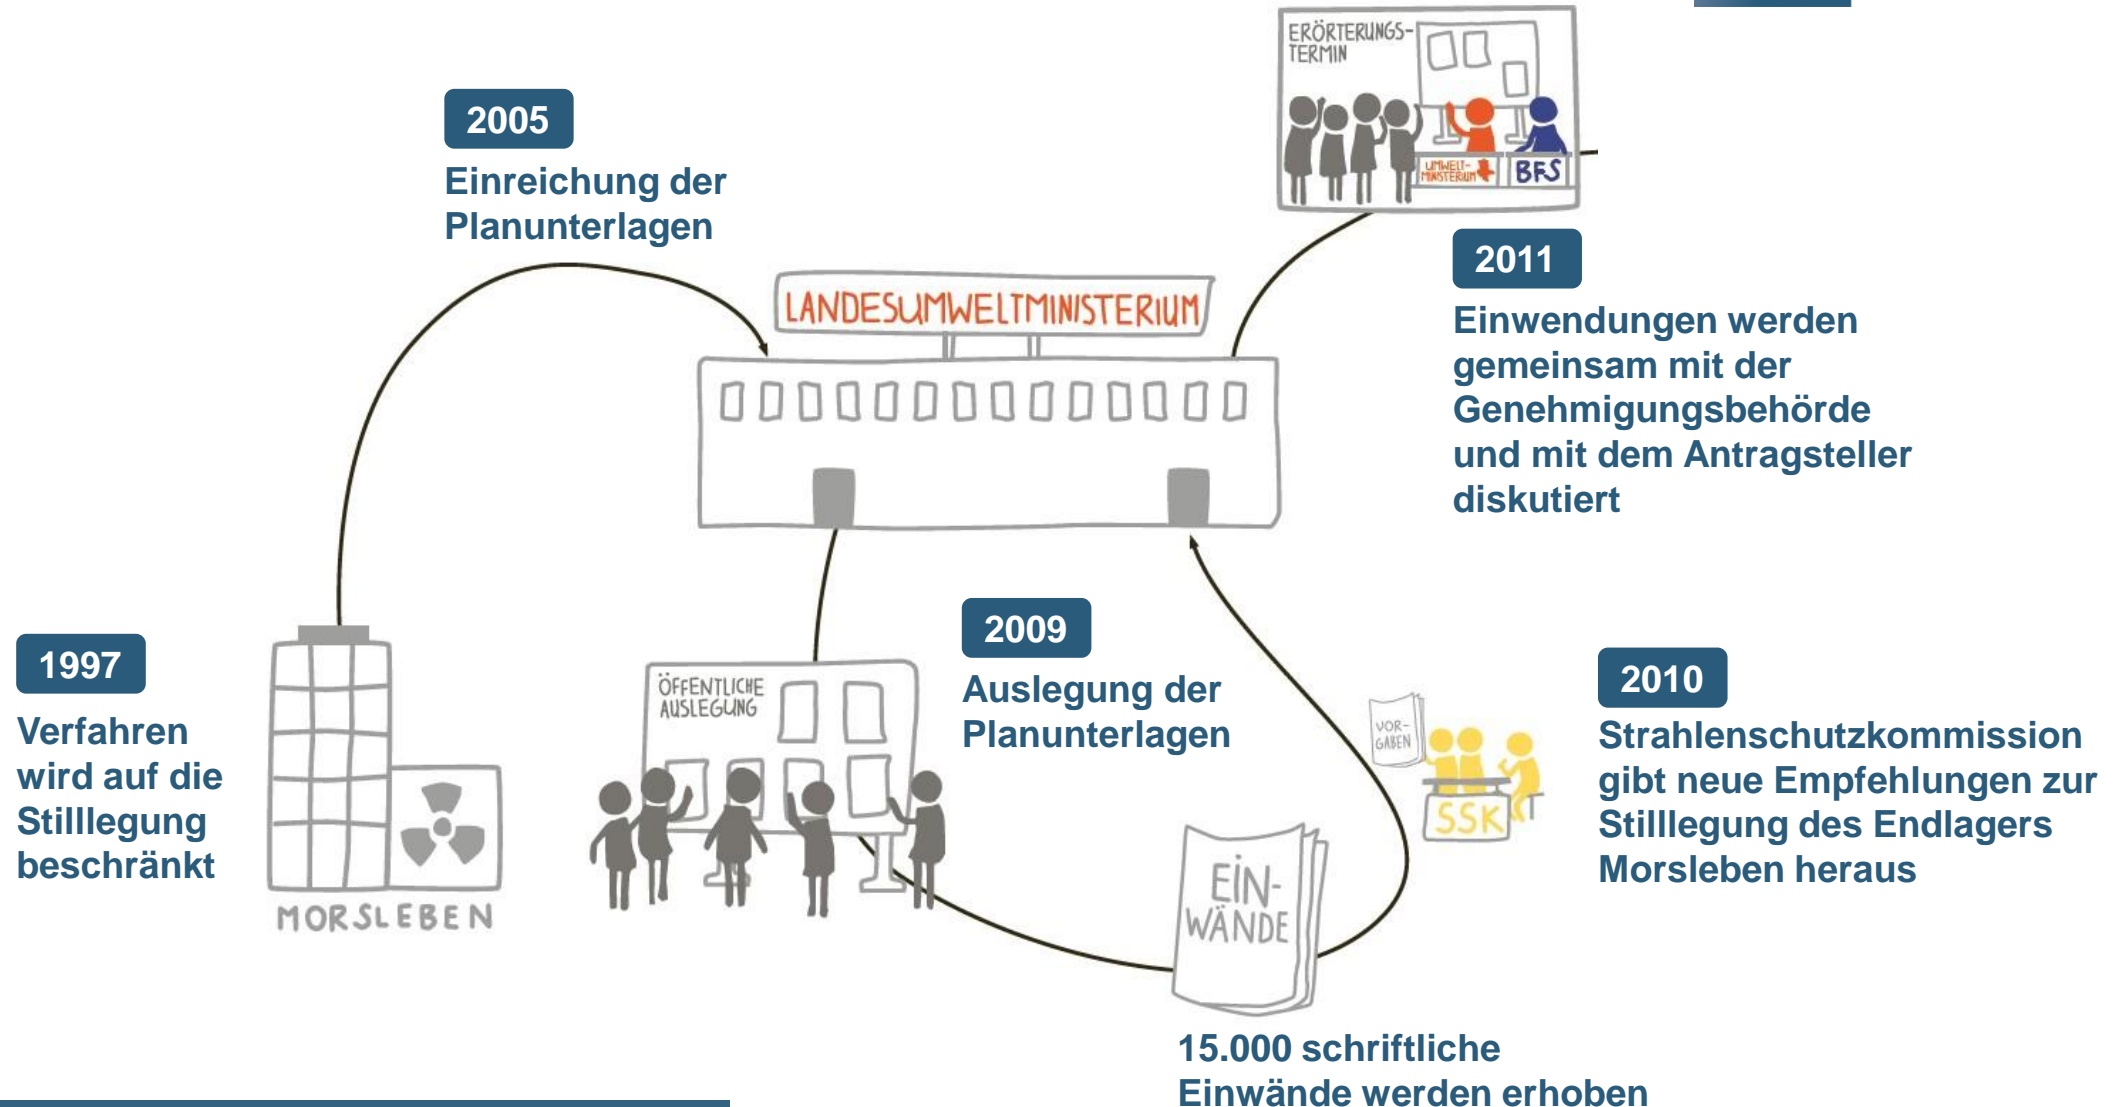 1997
Verfahren
wird auf die
Stilllegung
beschränkt
MORSLEBEN
2005
Einreichung der
Planunterlagen
LANDESUMWELTMINISTERIUM
2009
Auslegung der
Planunterlagen
ÖFFENTLICHE
AUSLEGUNG
EIN-
WÄNDE
15.000 schriftliche
Einwände werden erhoben
2010
Strahlenschutzkommission
gibt neue Empfehlungen zur
Stilllegung des Endlagers
Morsleben heraus
VOR-
GABEN
SSK
ERÖRTERUNGS-
TERMIN
UMWELT-
MINISTERIUM
BFS
2011
Einwendungen werden
gemeinsam mit der
Genehmigungsbehörde
und mit dem Antragsteller
diskutiert